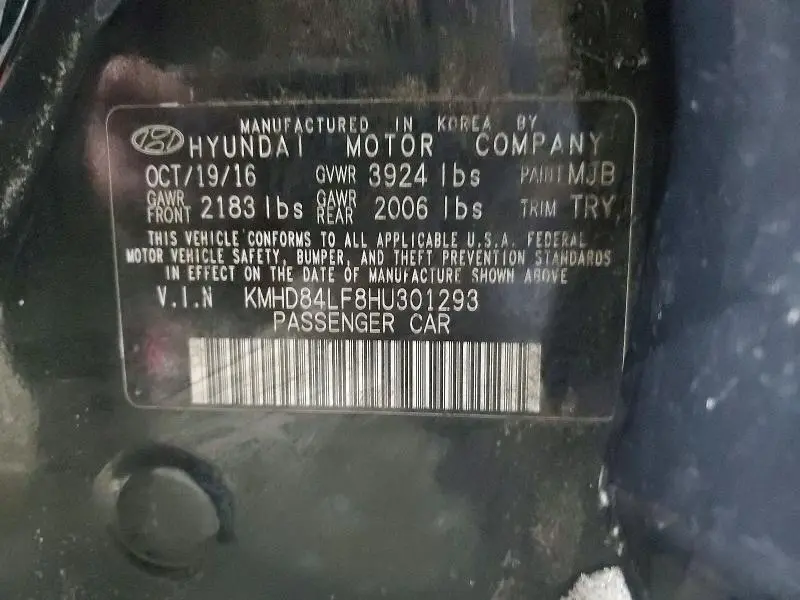 MANUFACTURED IN KOREA BY
HYUNDAI MOTOR COMPANY
OCT/19/16 GVWR 3924 lbs PAINT MJB
GAWR FRONT 2183 lbs GAWR REAR 2006 lbs TRIM TRY
THIS VEHICLE CONFORMS TO ALL APPLICABLE U.S.A. FEDERAL
MOTOR VEHICLE SAFETY, BUMPER, AND THEFT PREVENTION STANDARDS
IN EFFECT ON THE DATE OF MANUFACTURE SHOWN ABOVE
V.I.N KMHD84LF8HU301293
PASSENGER CAR